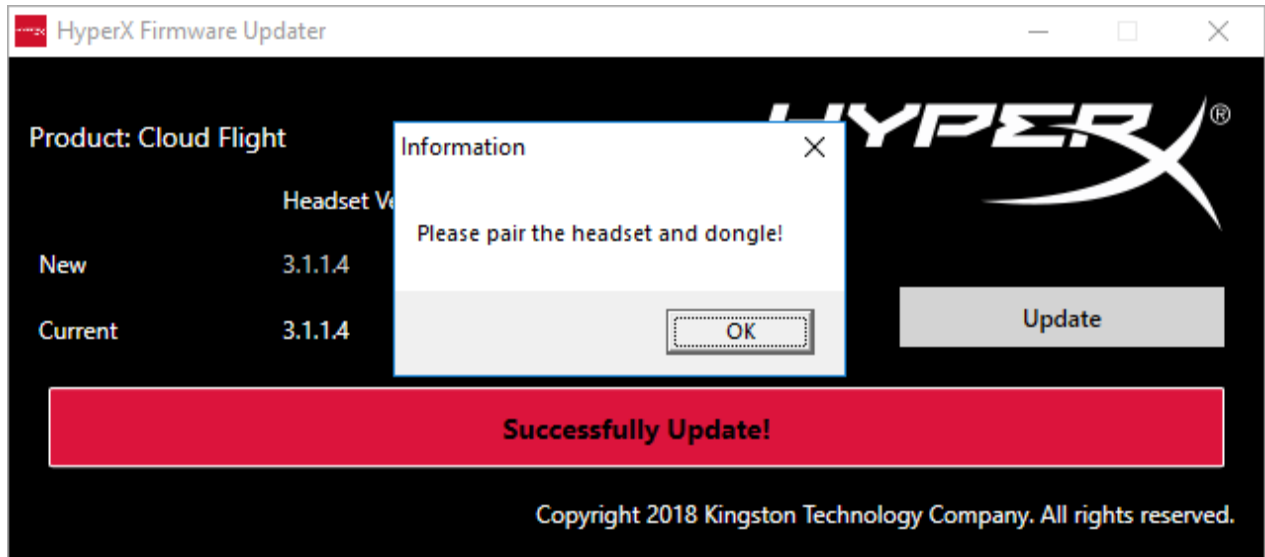 HyperX Firmware Updater
Product: Cloud Flight
HYPERX®
Information
Headset
Please pair the headset and dongle!
New 3.1.1.4
Current 3.1.1.4
OK
Update
Successfully Update!
Copyright 2018 Kingston Technology Company. All rights reserved.